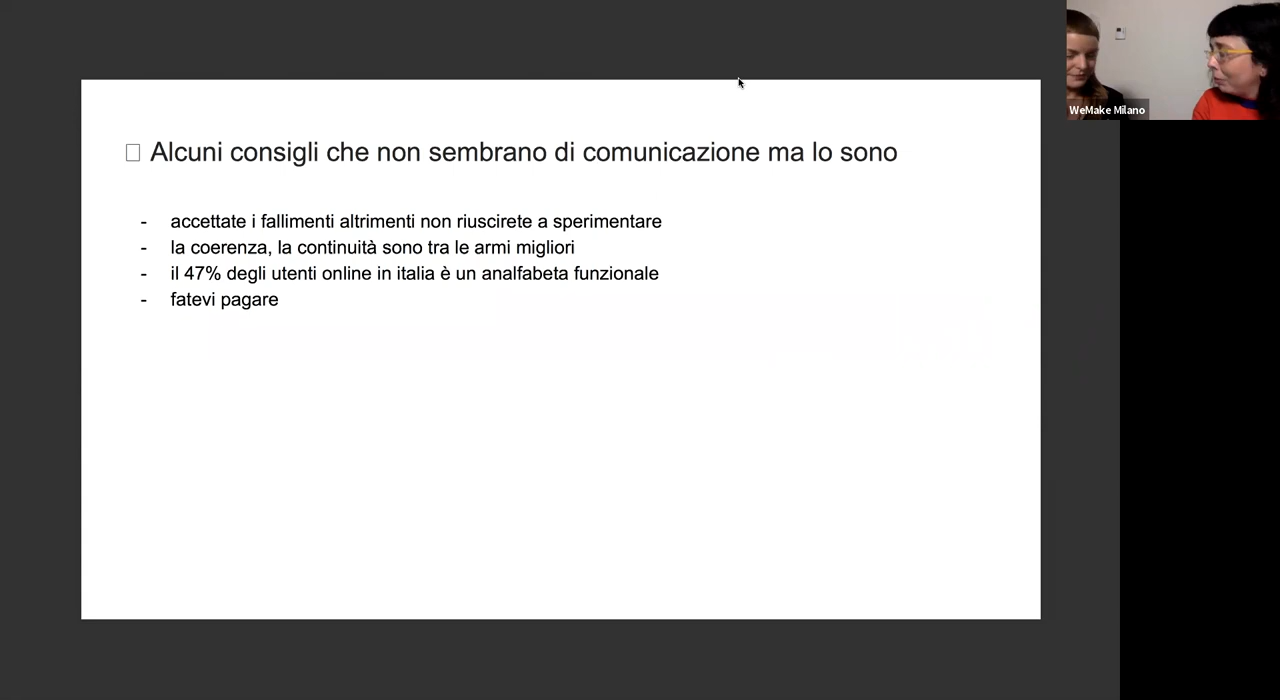 Alcuni consigli che non sembrano di comunicazione ma lo sono
- accettate i fallimenti altrimenti non riuscirete a sperimentare
- la coerenza, la continuità sono tra le armi migliori
- il 47% degli utenti online in italia è un analfabeta funzionale
- fatevi pagare
WeMake Milano